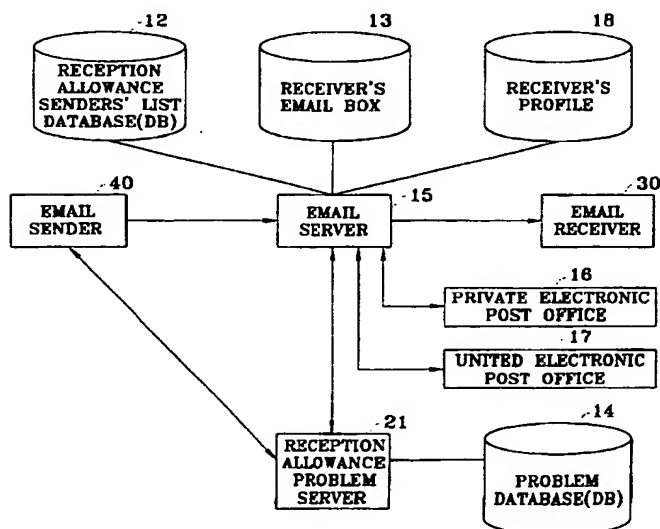 12
13
18
RECEPTION
ALLOWANCE
SENDERS' LIST
DATABASE(DB)
RECEIVER'S
EMAIL BOX
RECEIVER'S
PROFILE
40
15
30
EMAIL
SENDER
EMAIL
SERVER
EMAIL
RECEIVER
16
PRIVATE ELECTRONIC
POST OFFICE
17
UNITED ELECTRONIC
POST OFFICE
21
14
RECEPTION
ALLOWANCE
PROBLEM
SERVER
PROBLEM
DATABASE(DB)